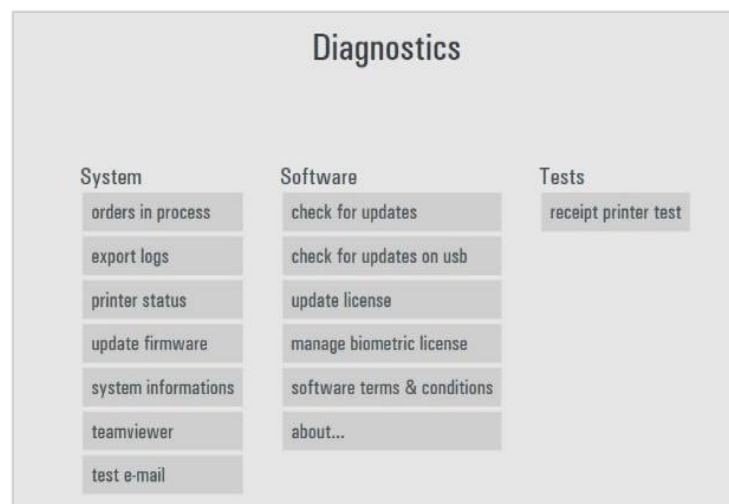 Diagnostics
System
orders in process
export logs
printer status
update firmware
system informations
teamviewer
test e-mail
Software
check for updates
check for updates on usb
update license
manage biometric license
software terms & conditions
about...
Tests
receipt printer test